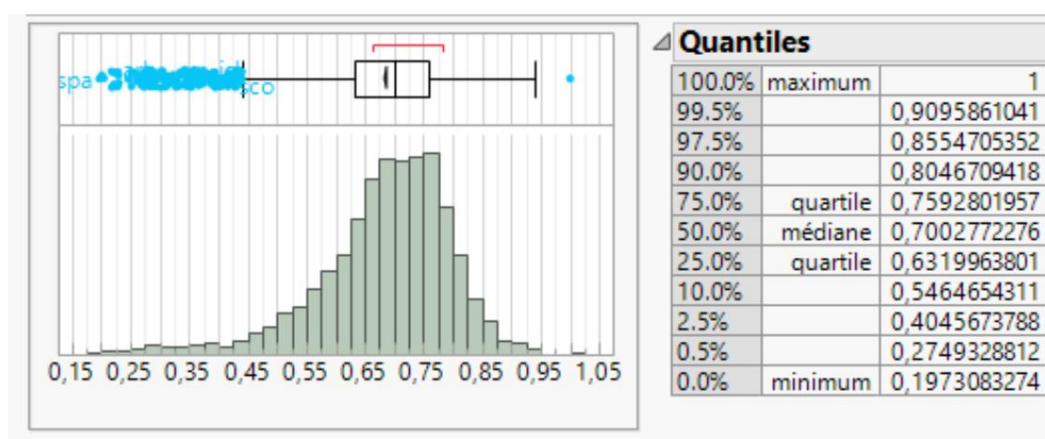 spa
sco
0,15 0,25 0,35 0,45 0,55 0,65 0,75 0,85 0,95 1,05
Quantiles
100.0% maximum 1
99.5% 0,9095861041
97.5% 0,8554705352
90.0% 0,8046709418
75.0% quartile 0,7592801957
50.0% médiane 0,7002772276
25.0% quartile 0,6319963801
10.0% 0,5464654311
2.5% 0,4045673788
0.5% 0,2749328812
0.0% minimum 0,1973083274